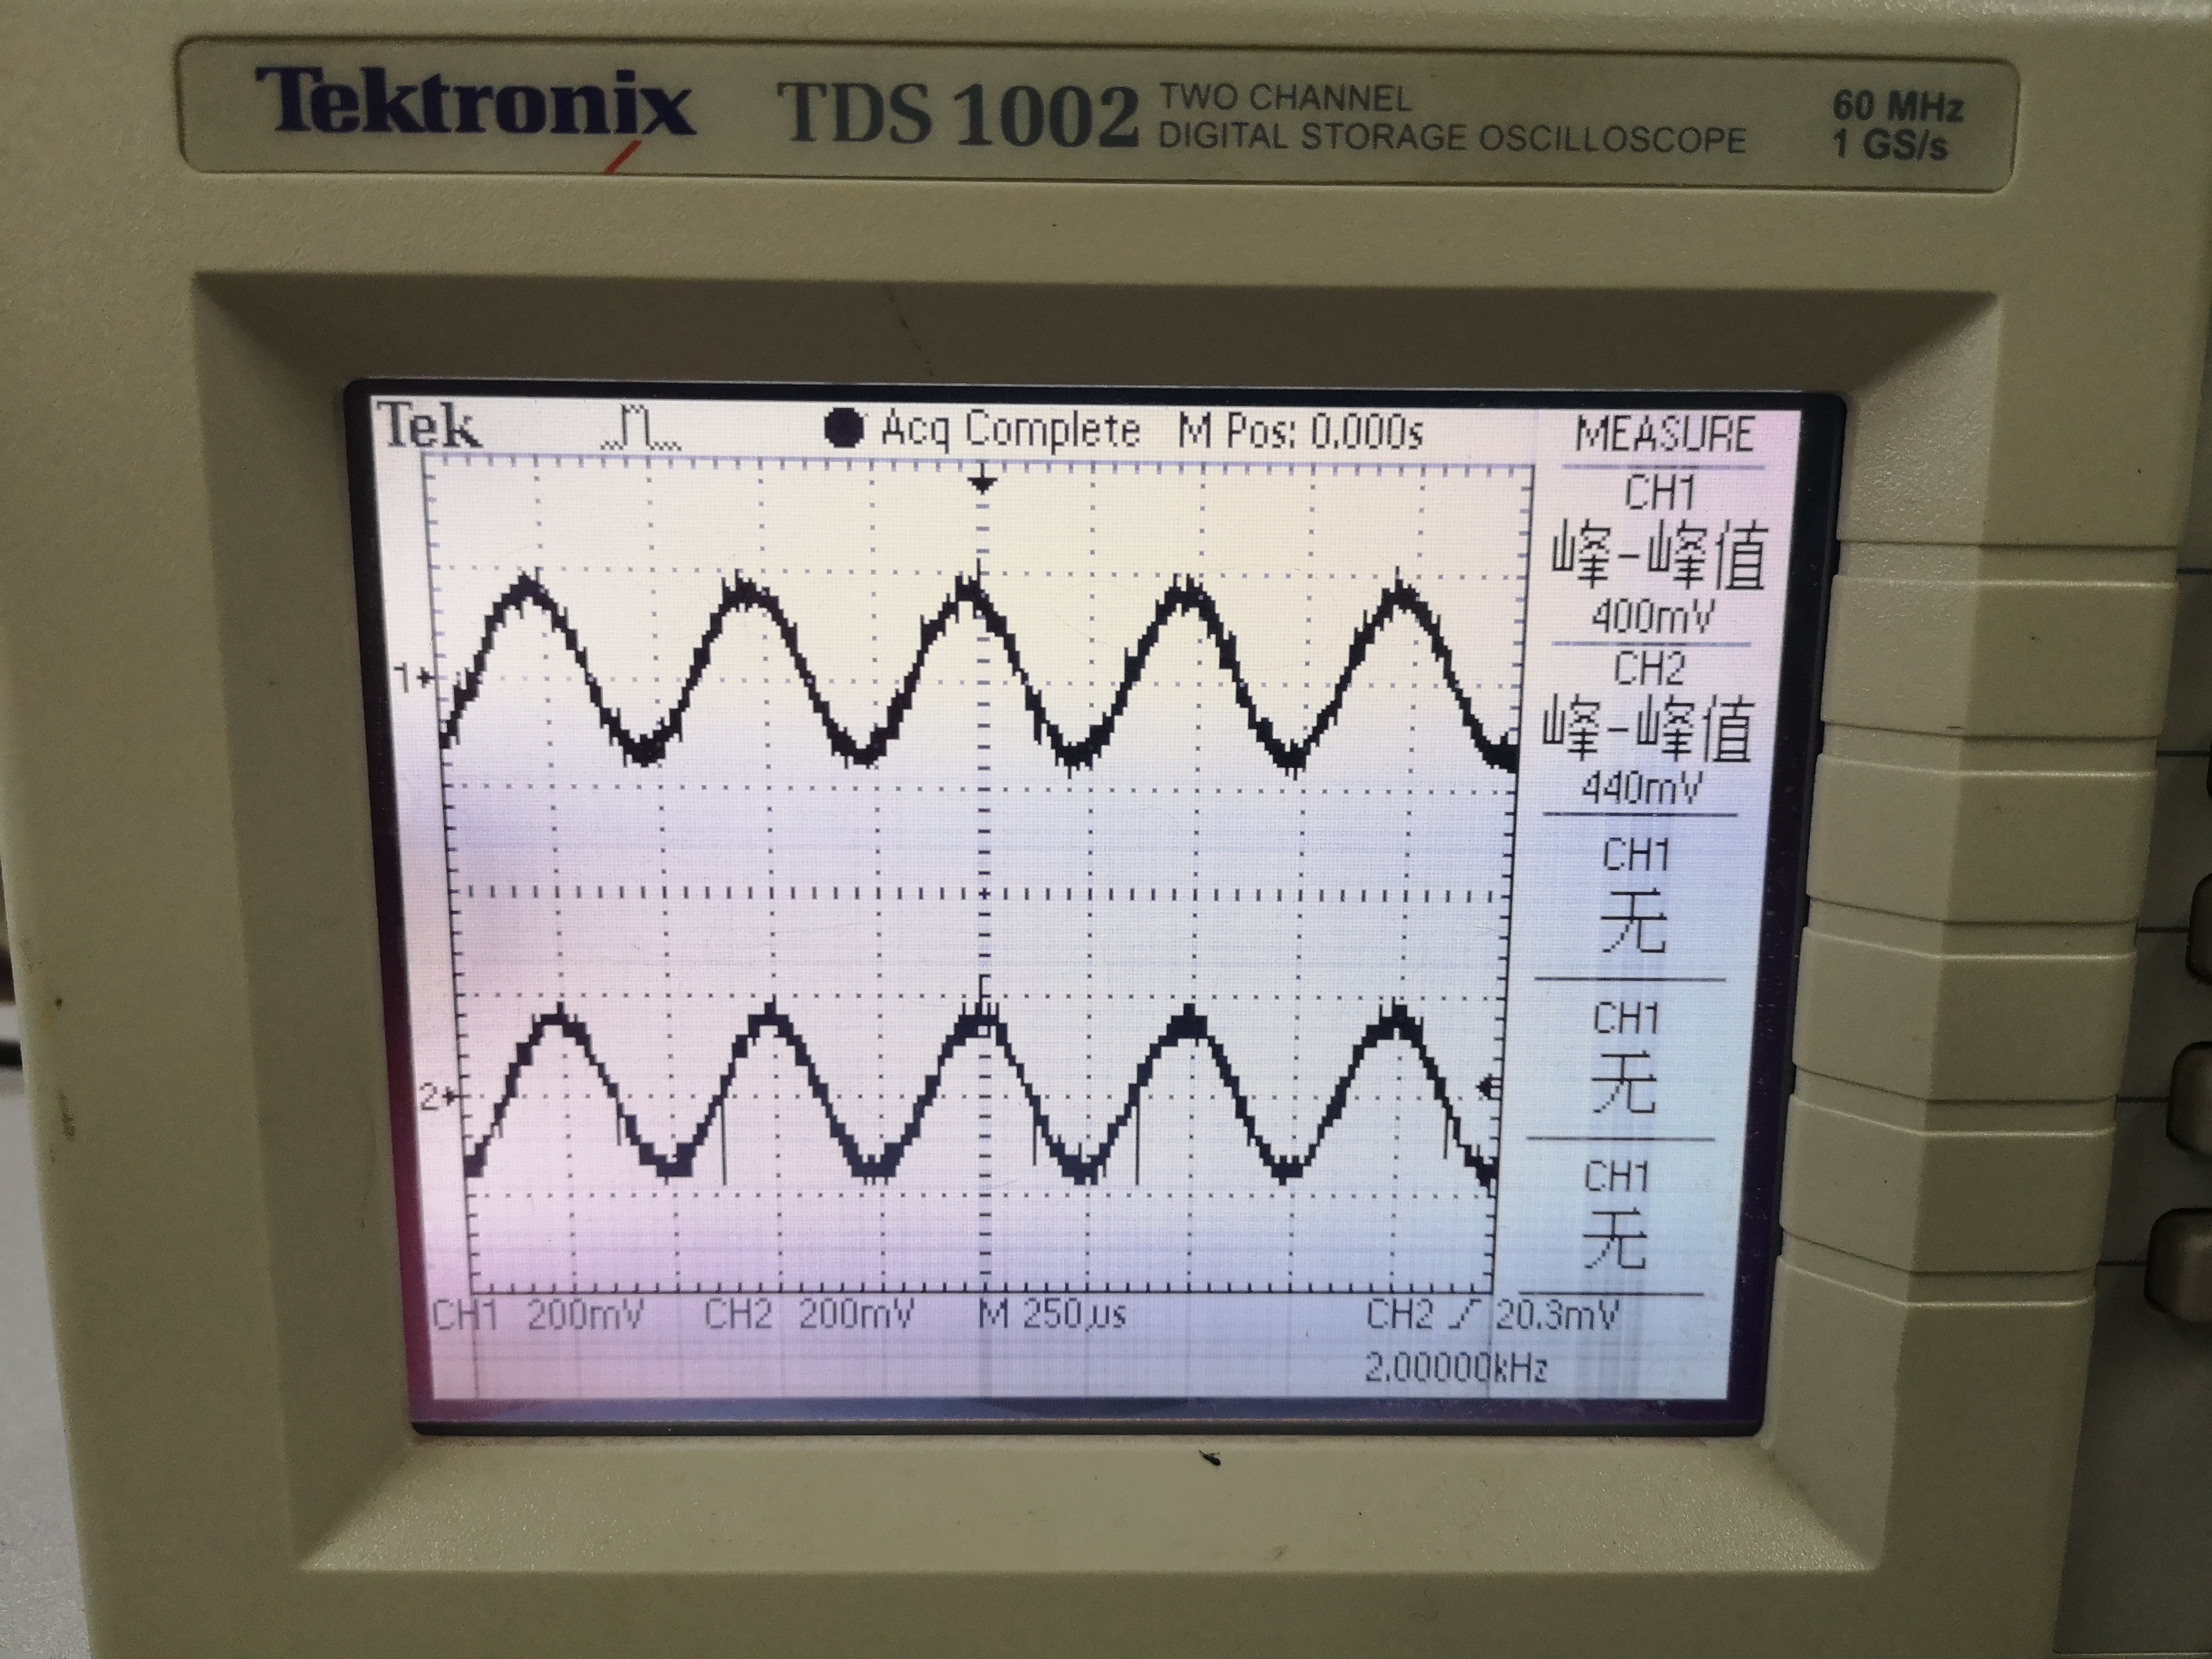 Tektronix TDS 1002 TWO CHANNEL
DIGITAL STORAGE OSCILLOSCOPE
60 MHz
1 GS/s
Tek Acq Complete M Pos: 0.000s MEASURE
CH1
峰-峰值
400mV
CH2
峰-峰值
440mV
CH1
无
CH1
无
CH1
无
1
2
CH1 200mV CH2 200mV M 250µs CH2 20.3mV
2.00000kHz